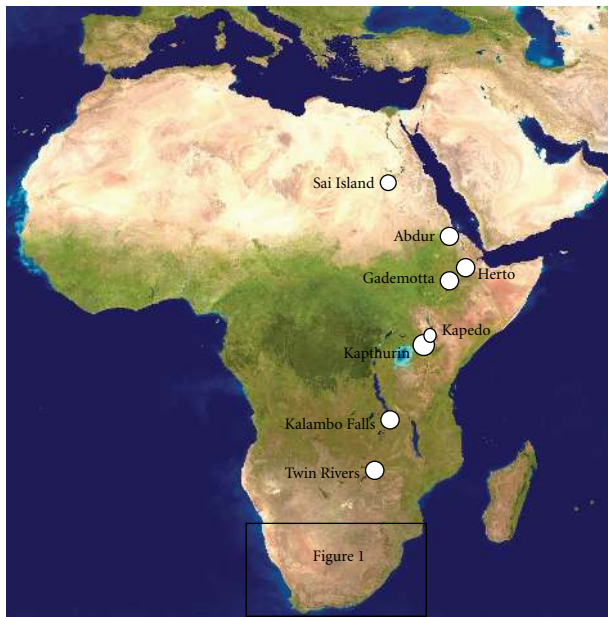 Sai Island
Abdur
Herto
Gademotta
Kapedo
Kapthurin
Kalambo Falls
Twin Rivers
Figure 1